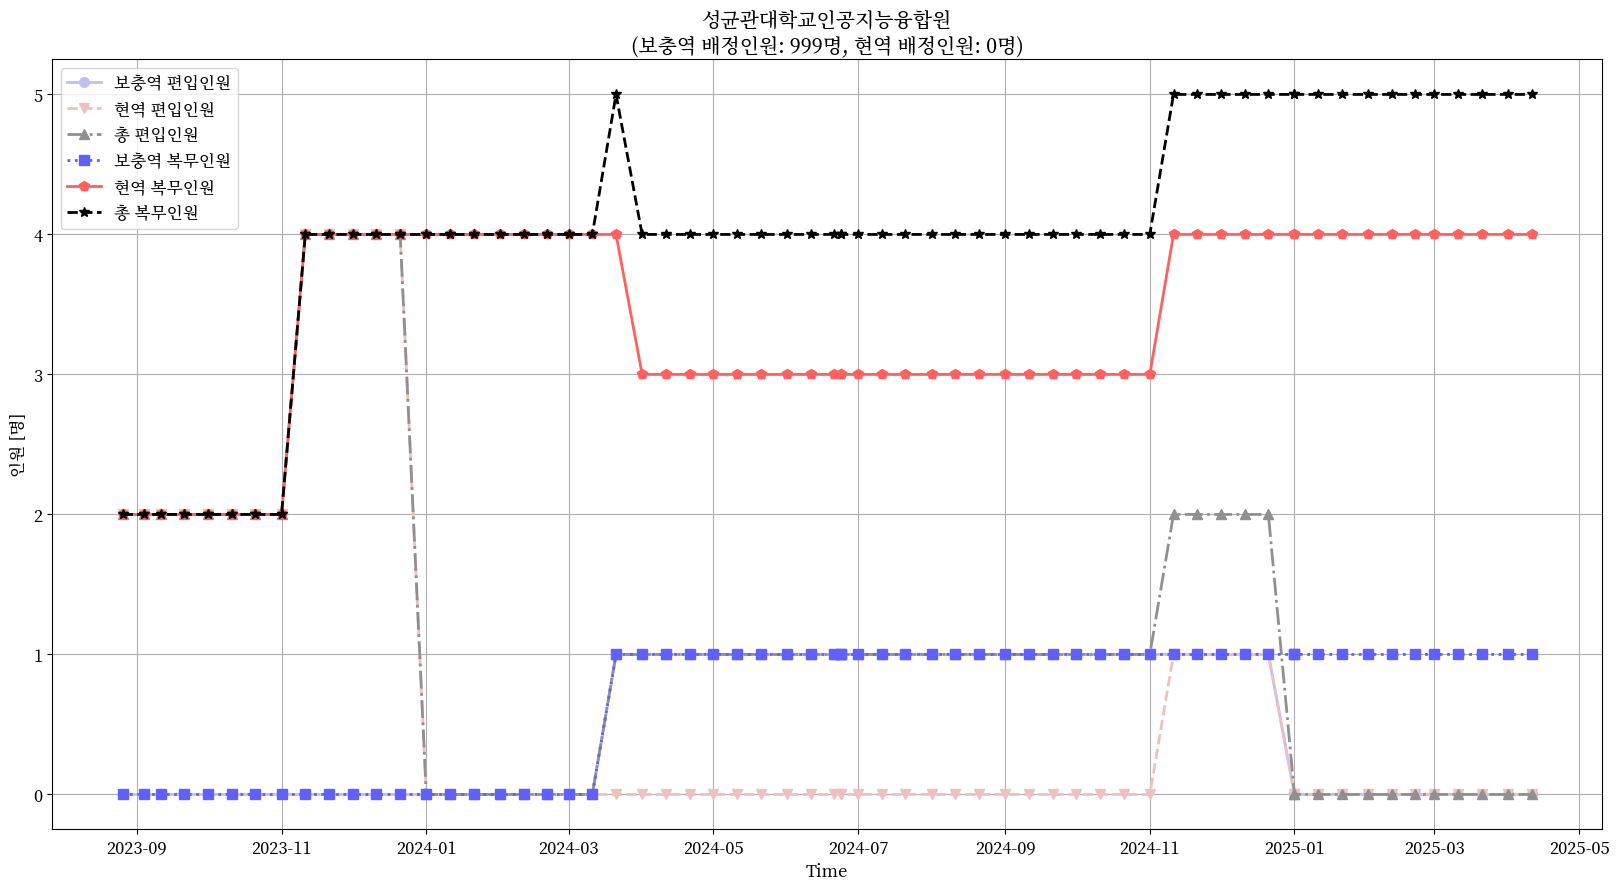 성균관대학교인공지능융합원
(보충역 배정인원: 999명, 현역 배정인원: 0명)
보충역 편입인원
현역 편입인원
총 편입인원
보충역 복무인원
현역 복무인원
총 복무인원
인원 [명]
5
4
3
2
1
0
2023-09 2023-11 2024-01 2024-03 2024-05 2024-07 2024-09 2024-11 2025-01 2025-03 2025-05
Time